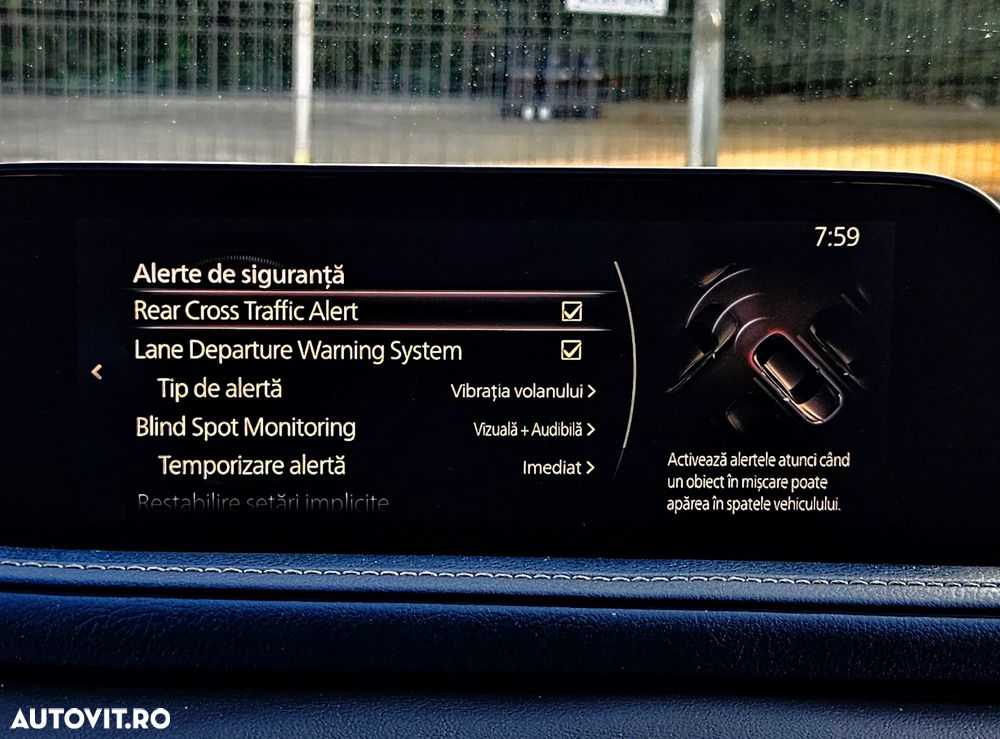 7:59
Alerte de siguranță
Rear Cross Traffic Alert
Lane Departure Warning System
Tip de alertă Vibrația volanului >
Blind Spot Monitoring Vizuală + Audibilă >
Temporizare alertă Imediat >
Restabilire setări implicite
Activează alertele atunci când
un obiect în mișcare poate
apărea în spatele vehiculului.
AUTOVIT.RO